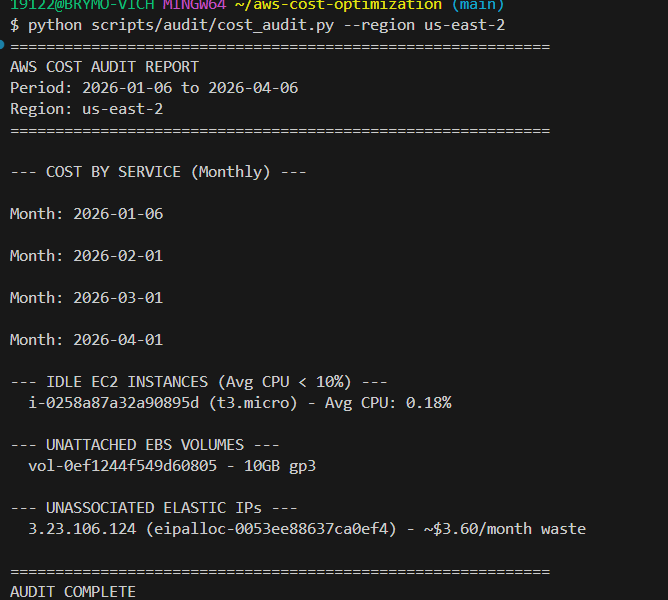 19122@BRYMO-VICH MINGW64 ~/aws-cost-optimization (main)
$ python scripts/audit/cost_audit.py --region us-east-2
============================================================
AWS COST AUDIT REPORT
Period: 2026-01-06 to 2026-04-06
Region: us-east-2
============================================================
--- COST BY SERVICE (Monthly) ---
Month: 2026-01-06
Month: 2026-02-01
Month: 2026-03-01
Month: 2026-04-01
--- IDLE EC2 INSTANCES (Avg CPU < 10%) ---
i-0258a87a32a90895d (t3.micro) - Avg CPU: 0.18%
--- UNATTACHED EBS VOLUMES ---
vol-0ef1244f549d60805 - 10GB gp3
--- UNASSOCIATED ELASTIC IPs ---
3.23.106.124 (eipalloc-0053ee88637ca0ef4) - ~$3.60/month waste
============================================================
AUDIT COMPLETE